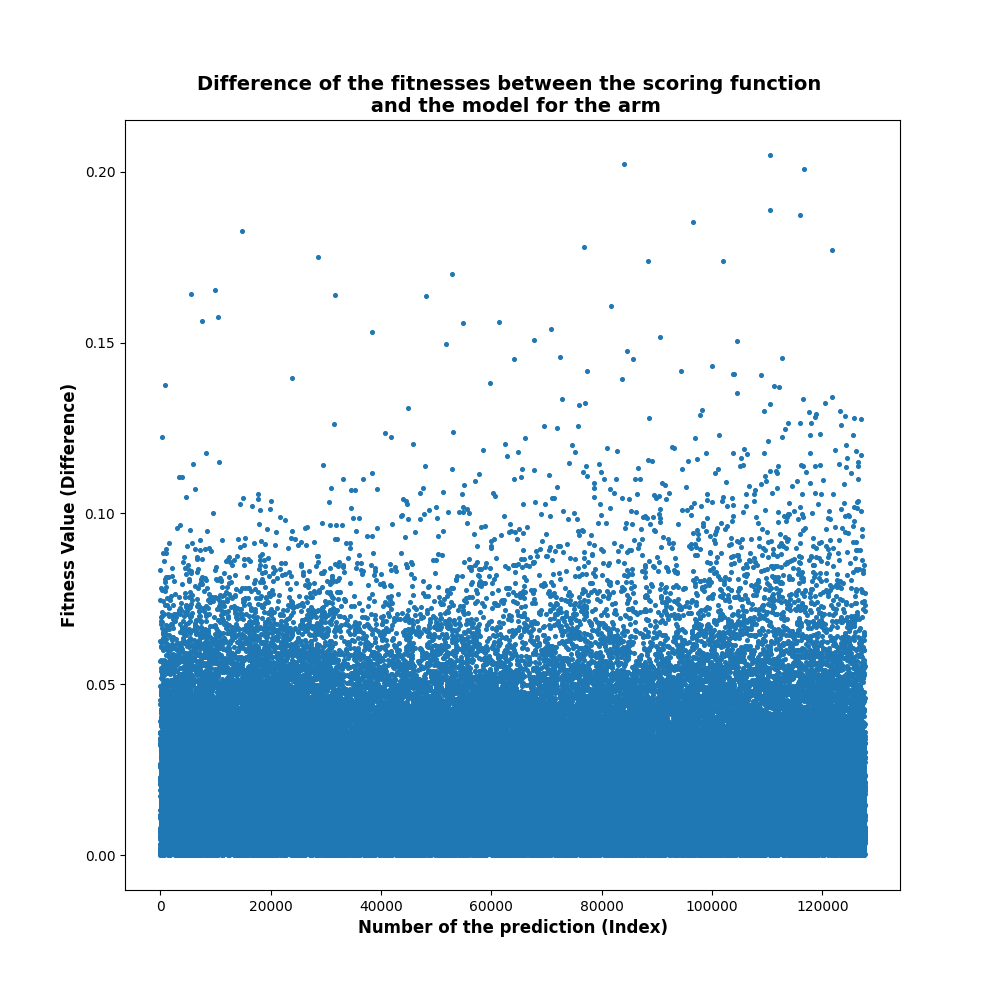 Difference of the fitnesses between the scoring function
and the model for the arm
0.20
0.15
0.10
0.05
0.00
Fitness Value (Difference)
0 20000 40000 60000 80000 100000 120000
Number of the prediction (Index)